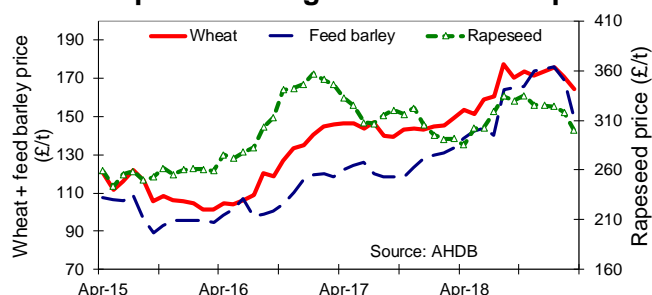 190
170
150
130
110
90
70
Wheat + feed barley price
(£/t)
Wheat
Feed barley
Rapeseed
410
360
310
260
210
160
Rapeseed price (£/t)
Source: AHDB
Apr-15
Apr-16
Apr-17
Apr-18